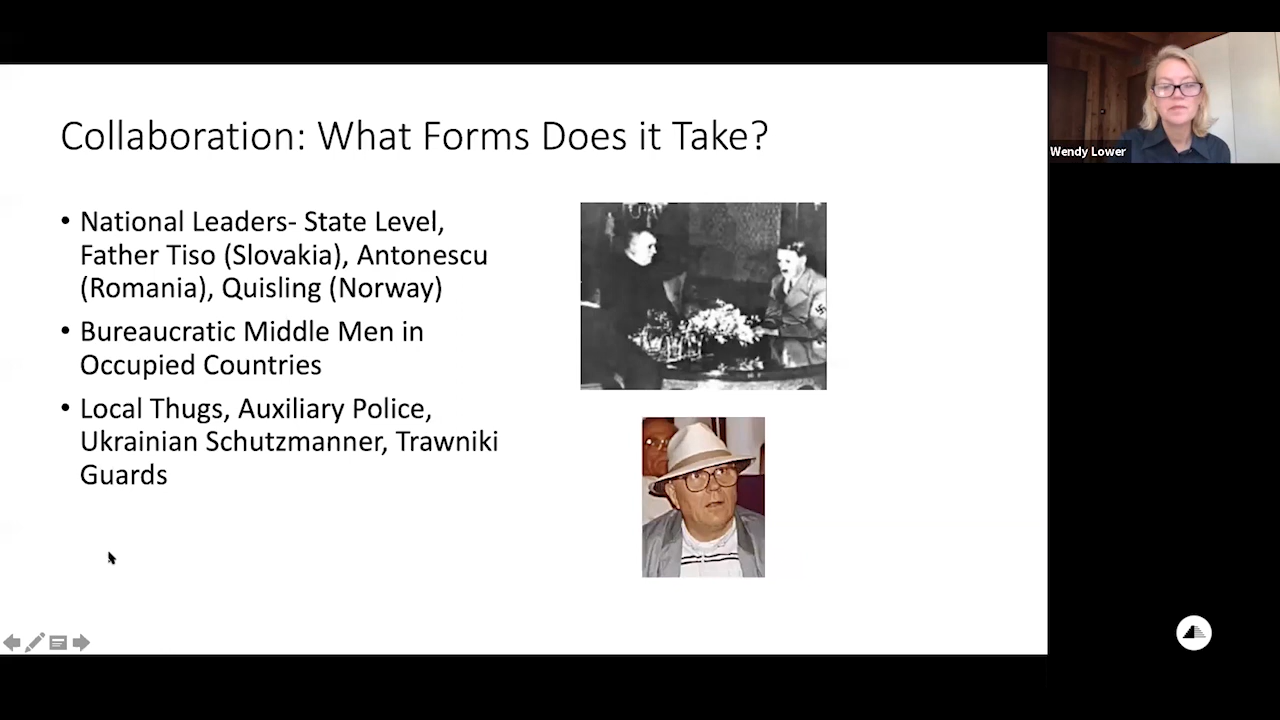 Collaboration: What Forms Does it Take?
• National Leaders- State Level,
Father Tiso (Slovakia), Antonescu
(Romania), Quisling (Norway)
• Bureaucratic Middle Men in
Occupied Countries
• Local Thugs, Auxiliary Police,
Ukrainian Schutzmanner, Trawniki
Guards
Wendy Lower